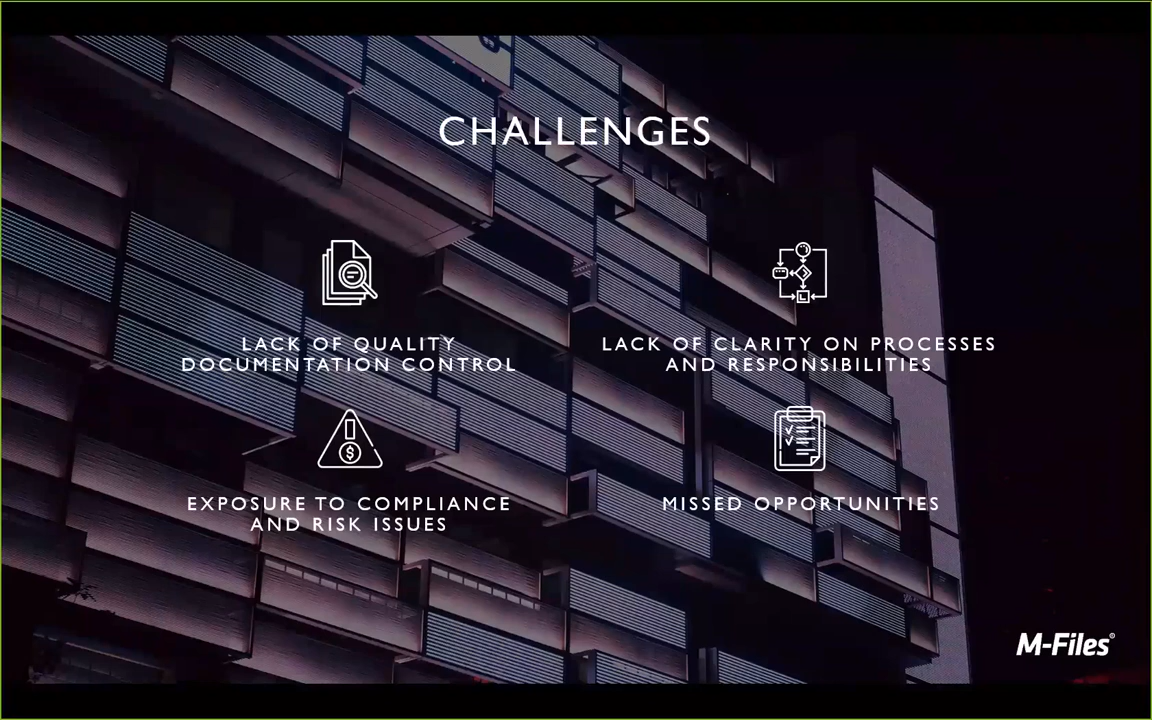 CHALLENGES
LACK OF QUALITY
DOCUMENTATION CONTROL
LACK OF CLARITY ON PROCESSES
AND RESPONSIBILITIES
EXPOSURE TO COMPLIANCE
AND RISK ISSUES
MISSED OPPORTUNITIES
M-Files®